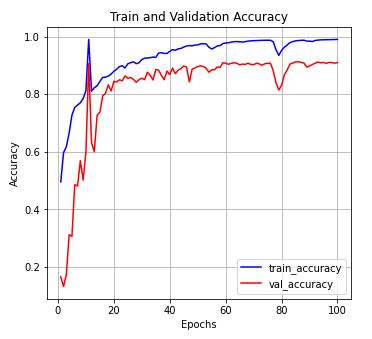 Train and Validation Accuracy
1.0
0.8
0.6
0.4
0.2
Accuracy
0 20 40 60 80 100
Epochs
train_accuracy
val_accuracy